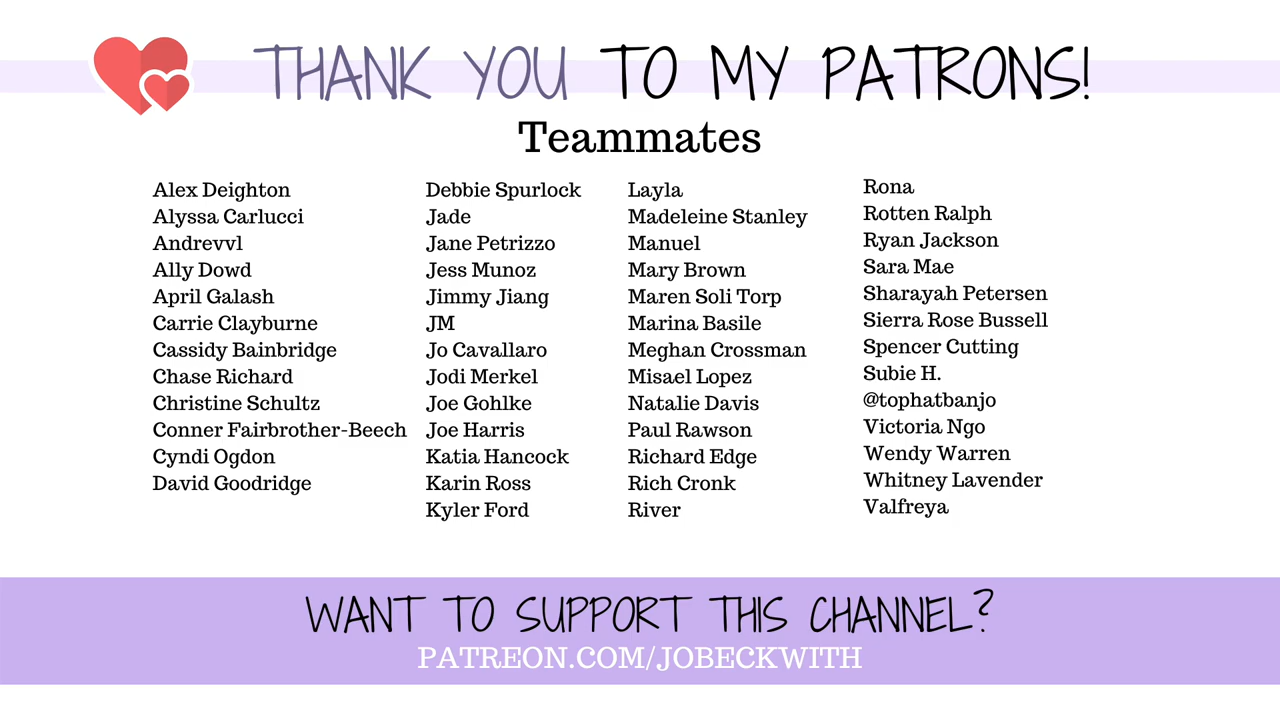 THANK YOU TO MY PATRONS!
Teammates
Alex Deighton
Alyssa Carlucci
Andrevvl
Ally Dowd
April Galash
Carrie Clayburne
Cassidy Bainbridge
Chase Richard
Christine Schultz
Conner Fairbrother-Beech
Cyndi Ogdon
David Goodridge
Debbie Spurlock
Jade
Jane Petrizzo
Jess Munoz
Jimmy Jiang
JM
Jo Cavallaro
Jodi Merkel
Joe Gohlke
Joe Harris
Katia Hancock
Karin Ross
Kyler Ford
Layla
Madeleine Stanley
Manuel
Mary Brown
Maren Soli Torp
Marina Basile
Meghan Crossman
Misael Lopez
Natalie Davis
Paul Rawson
Richard Edge
Rich Cronk
River
Rona
Rotten Ralph
Ryan Jackson
Sara Mae
Sharayah Petersen
Sierra Rose Bussell
Spencer Cutting
Subie H.
@tophatbanjo
Victoria Ngo
Wendy Warren
Whitney Lavender
Valfreya
WANT TO SUPPORT THIS CHANNEL?
PATREON.COM/JOBECKWITH